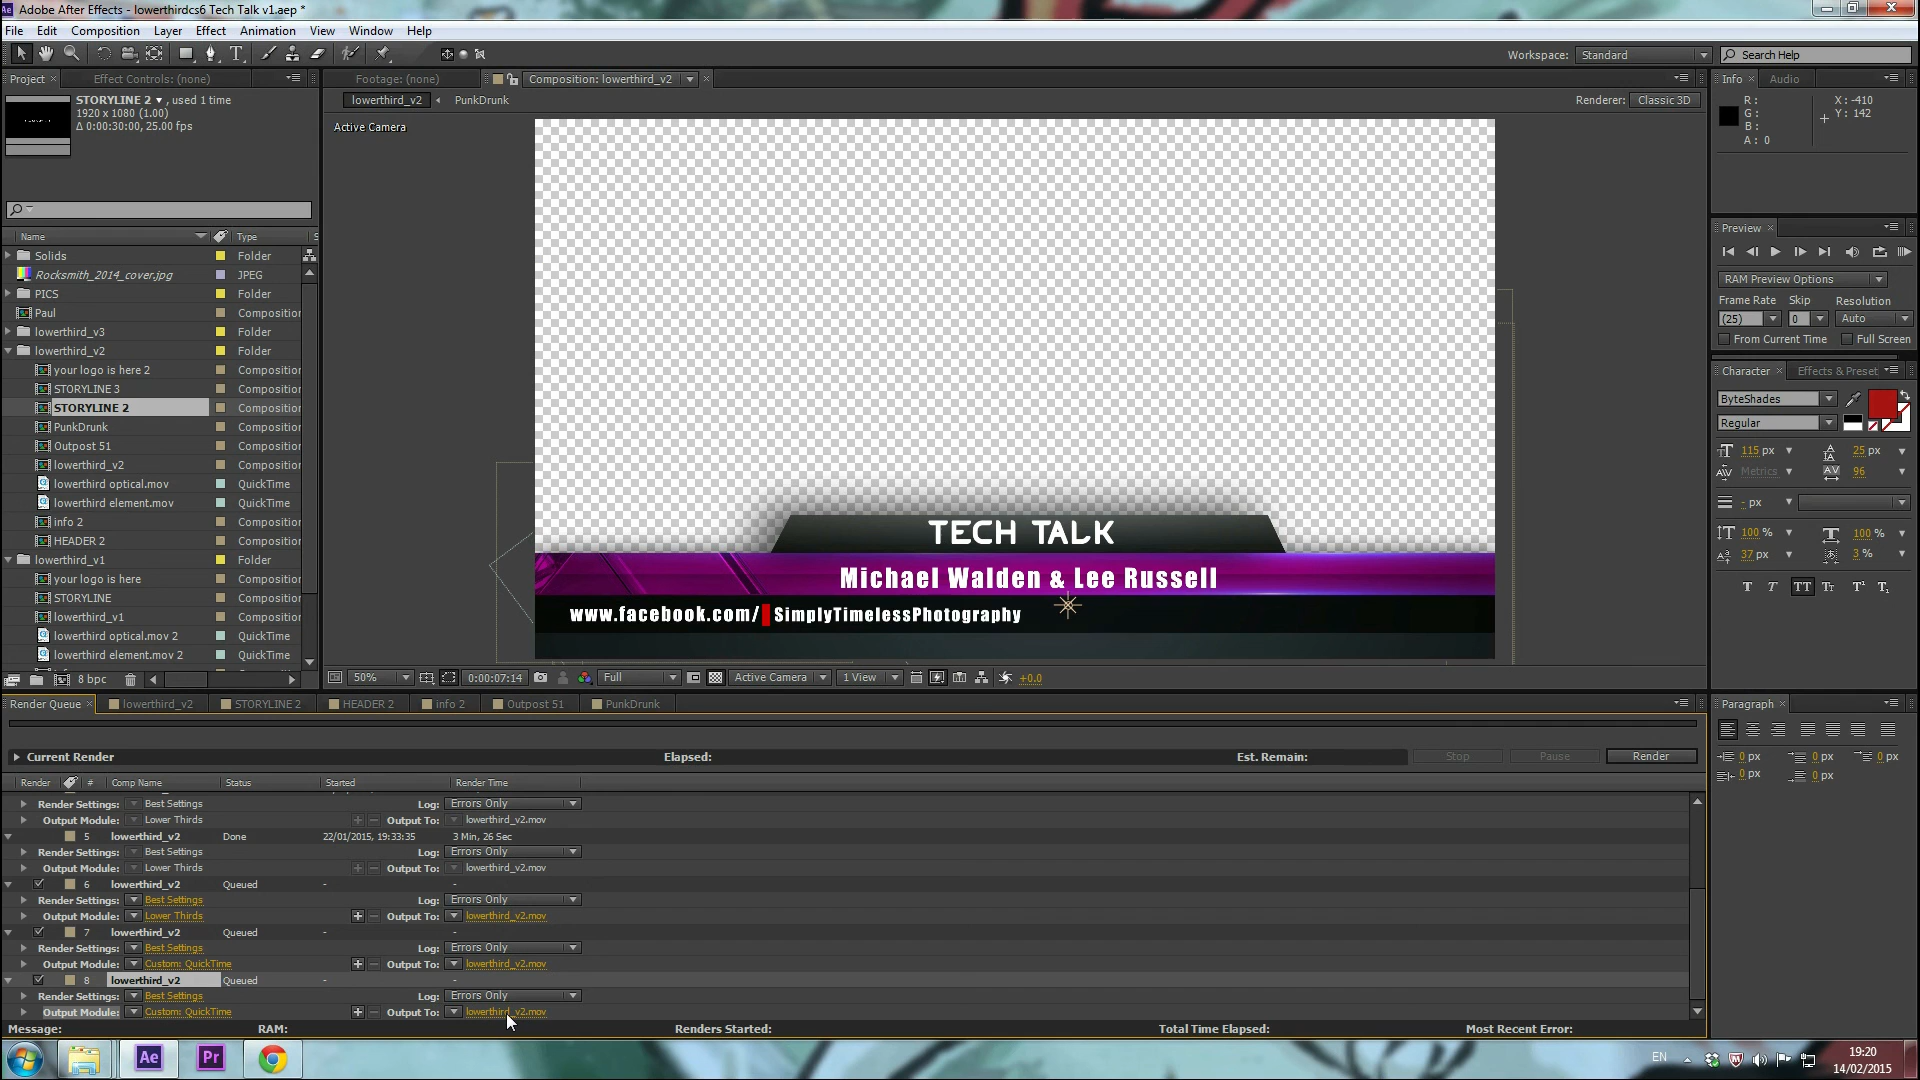 Adobe After Effects - lowerthirdcs6 Tech Talk v1.aep *
File Edit Composition Layer Effect Animation View Window Help
Workspace: Standard Search Help
Project Effect Controls: (none)
STORYLINE 2 , used 1 time
1920 x 1080 (1.00)
Δ 0:00:30:00, 25.00 fps
Name Type S
Solids Folder
Rocksmith_2014_cover.jpg JPEG
PICS Folder
Paul Composition
lowerthird_v3 Folder
lowerthird_v2 Folder
your logo is here 2 Composition
STORYLINE 3 Composition
STORYLINE 2 Composition
PunkDrunk Composition
Outpost 51 Composition
lowerthird_v2 Composition
lowerthird optical.mov QuickTime
lowerthird element.mov QuickTime
info 2 Composition
HEADER 2 Composition
lowerthird_v1 Folder
your logo is here Composition
STORYLINE Composition
lowerthird_v1 Composition
lowerthird optical.mov 2 QuickTime
lowerthird element.mov 2 QuickTime
8 bpc
Footage: (none) Composition: lowerthird_v2
lowerthird_v2 PunkDrunk
Renderer: Classic 3D
Active Camera
TECH TALK
Michael Walden & Lee Russell
www.facebook.com/ SimplyTimelessPhotography
50% 0:00:07:14 Full Active Camera 1 View +0.0
Info Audio
R: X: -410
G: Y: 142
B:
A: 0
Preview
RAM Preview Options
Frame Rate Skip Resolution
(25) 0 Auto
From Current Time Full Screen
Character Effects & Preset
ByteShades
Regular
115 px 25 px
Metrics 96
- px
100 % 100 %
37 px 3 %
T T TT Tr T¹ T₁
Paragraph
0 px 0 px 0 px
0 px 0 px
Render Queue lowerthird_v2 STORYLINE 2 HEADER 2 info 2 Outpost 51 PunkDrunk
Current Render Elapsed: Est. Remain: Stop Pause Render
Render # Comp Name Status Started Render Time
Render Settings: Best Settings Log: Errors Only
Output Module: Lower Thirds Output To: lowerthird_v2.mov
5 lowerthird_v2 Done 22/01/2015, 19:33:35 3 Min, 26 Sec
Render Settings: Best Settings Log: Errors Only
Output Module: Lower Thirds Output To: lowerthird_v2.mov
6 lowerthird_v2 Queued - -
Render Settings: Best Settings Log: Errors Only
Output Module: Lower Thirds Output To: lowerthird_v2.mov
7 lowerthird_v2 Queued - -
Render Settings: Best Settings Log: Errors Only
Output Module: Custom: QuickTime Output To: lowerthird_v2.mov
8 lowerthird_v2 Queued - -
Render Settings: Best Settings Log: Errors Only
Output Module: Custom: QuickTime Output To: lowerthird_v2.mov
Message: RAM: Renders Started: Total Time Elapsed: Most Recent Error:
Ae Pr EN 19:20
14/02/2015